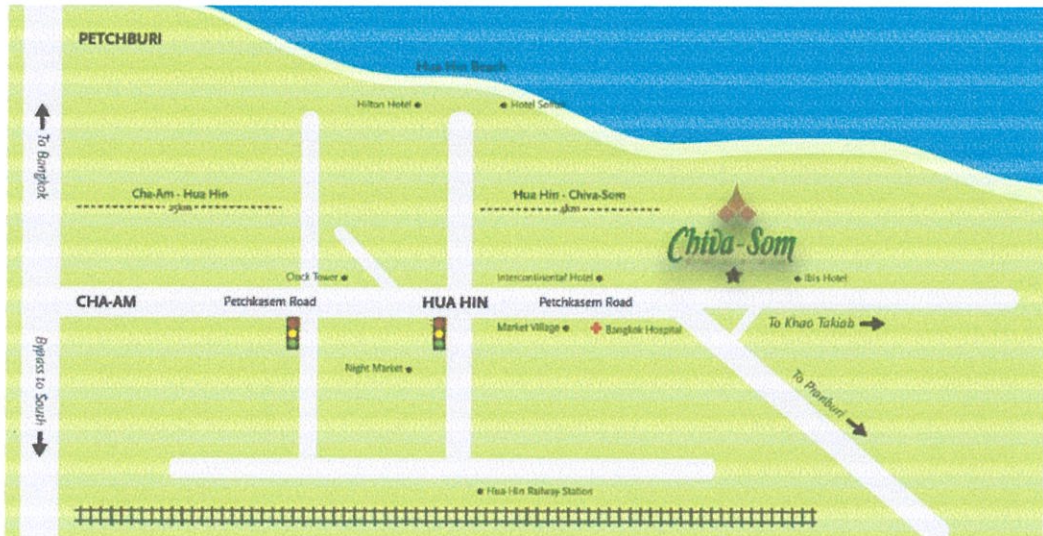 PETCHBURI
Hua Hin Beach
Hilton Hotel
Hotel Sofitel
To Bangkok
Cha-Am - Hua Hin
25km
Hua Hin - Chiva-Som
4km
Chiva-Som
Clock Tower
Intercontinental Hotel
Ibis Hotel
CHA-AM
Petchkasem Road
HUA HIN
Petchkasem Road
Market Village
Bangkok Hospital
To Khao Takiab
Bypass to South
Night Market
To Pranburi
Hua-Hin Railway Station